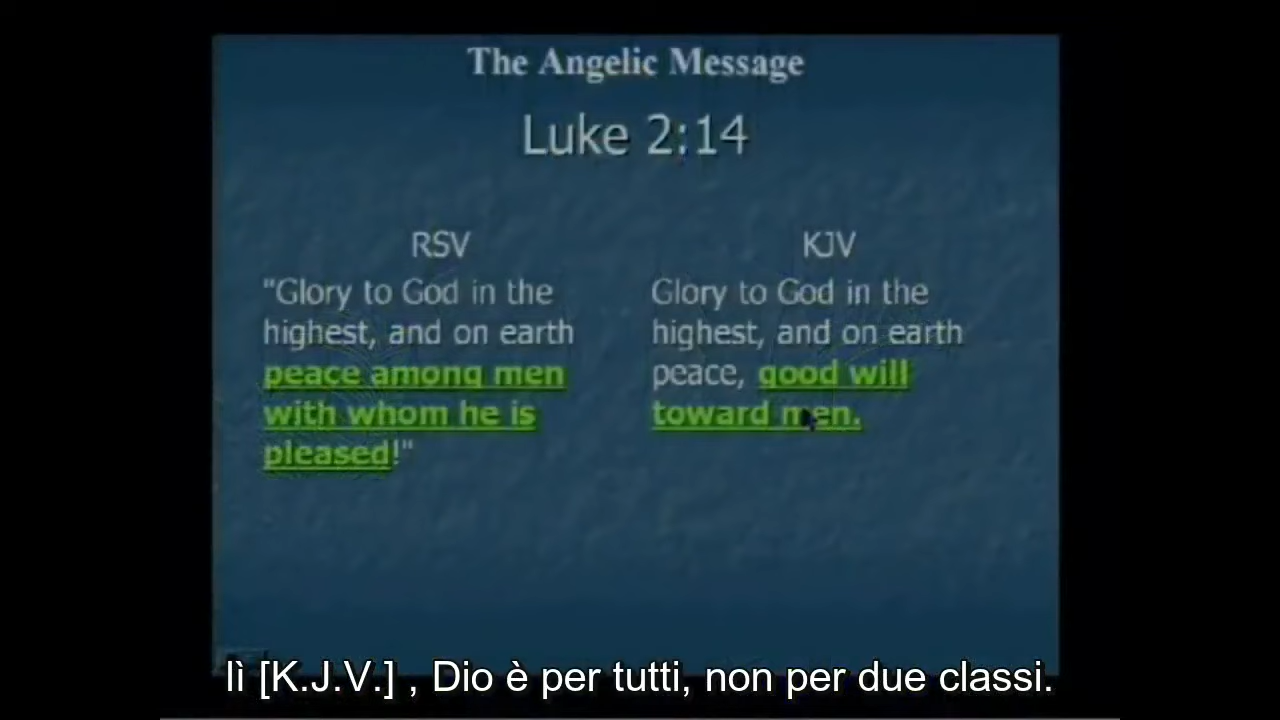 The Angelic Message
Luke 2:14
RSV
"Glory to God in the
highest, and on earth
peace among men
with whom he is
pleased!"
KJV
Glory to God in the
highest, and on earth
peace, good will
toward men.
lì [K.J.V.] , Dio è per tutti, non per due classi.